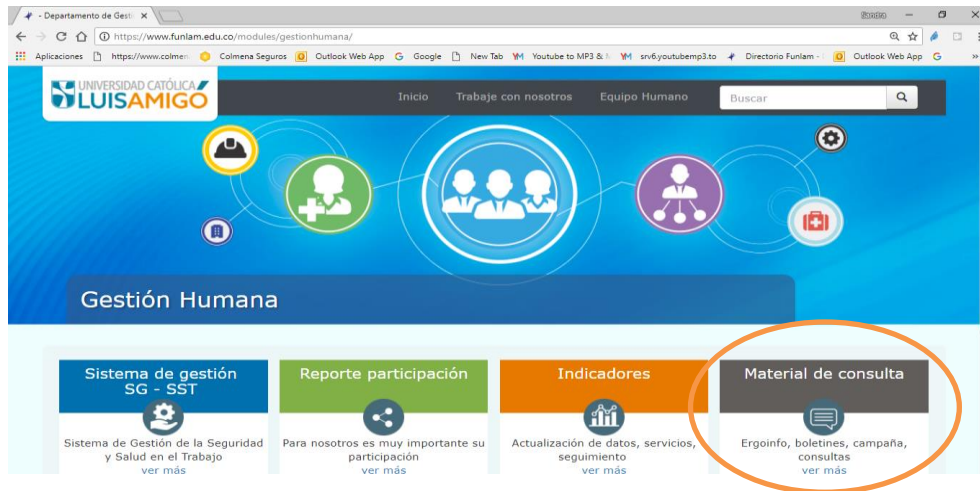 - Departamento de Gesti
https://www.funlam.edu.co/modules/gestionhumana/
Aplicaciones https://www.colmen Colmena Seguros Outlook Web App Google New Tab Youtube to MP3 & srv6.youtubemp3.to Directorio Funlam - Outlook Web App
UNIVERSIDAD CATÓLICA
LUISAMIGÓ
Inicio Trabaje con nosotros Equipo Humano Buscar
Gestión Humana
Sistema de gestión
SG - SST
Sistema de Gestión de la Seguridad
y Salud en el Trabajo
ver más
Reporte participación
Para nosotros es muy importante su
participación
ver más
Indicadores
Actualización de datos, servicios,
seguimiento
ver más
Material de consulta
Ergoinfo, boletines, campaña,
consultas
ver más